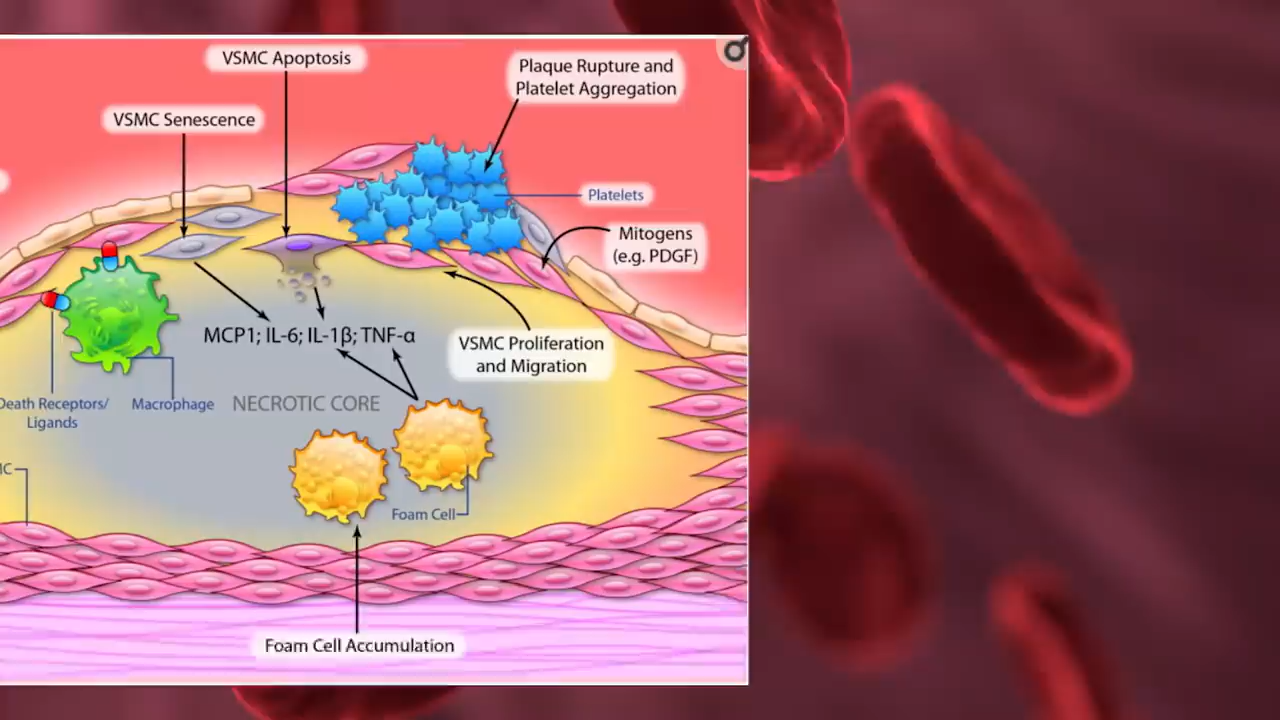 VSMC Apoptosis
Plaque Rupture and
Platelet Aggregation
VSMC Senescence
Platelets
Mitogens
(e.g. PDGF)
MCP1; IL-6; IL-1β; TNF-α
VSMC Proliferation
and Migration
Death Receptors/
Ligands
Macrophage
NECROTIC CORE
MC
Foam Cell
Foam Cell Accumulation